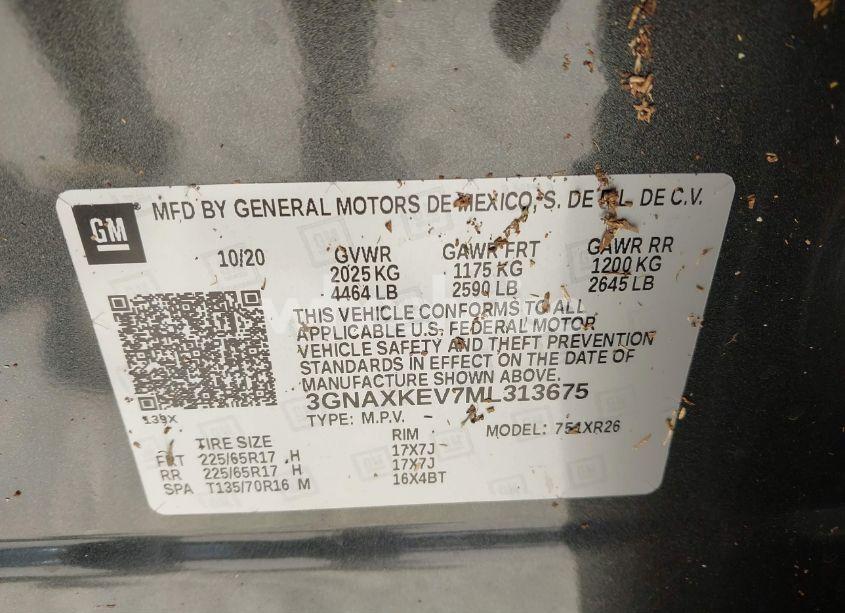 GM
MFD BY GENERAL MOTORS DE MEXICO, S. DE R.L. DE C.V.
10/20 GVWR GAWR FRT GAWR RR
2025 KG 1175 KG 1200 KG
4464 LB 2590 LB 2645 LB
THIS VEHICLE CONFORMS TO ALL
APPLICABLE U.S. FEDERAL MOTOR
VEHICLE SAFETY AND THEFT PREVENTION
STANDARDS IN EFFECT ON THE DATE OF
MANUFACTURE SHOWN ABOVE.
3GNAXKEV7ML313675
139X
TYPE: M.P.V. MODEL: 751XR26
TIRE SIZE RIM
FRT 225/65R17 H 17X7J
RR 225/65R17 H 17X7J
SPA T135/70R16 M 16X4BT